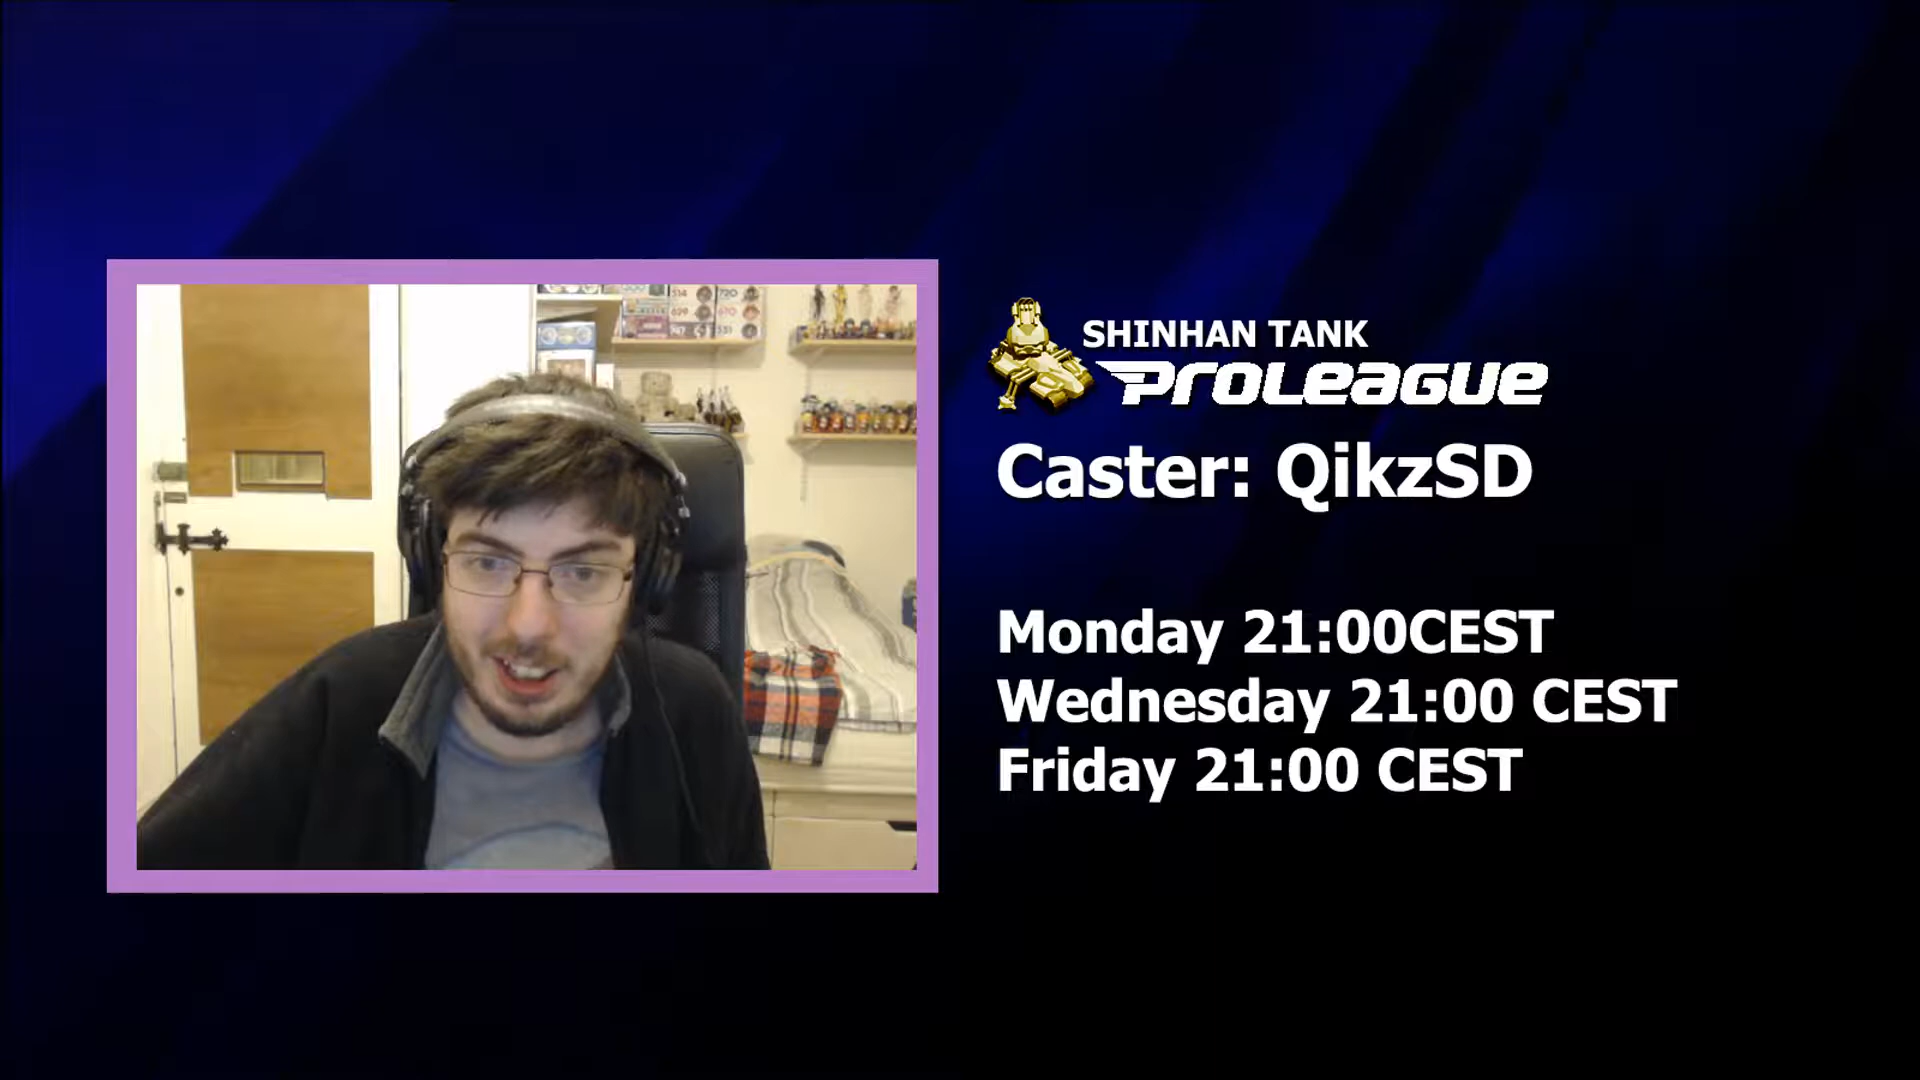 SHINHAN TANK
PROLEAGUE
Caster: QikzSD
Monday 21:00CEST
Wednesday 21:00 CEST
Friday 21:00 CEST